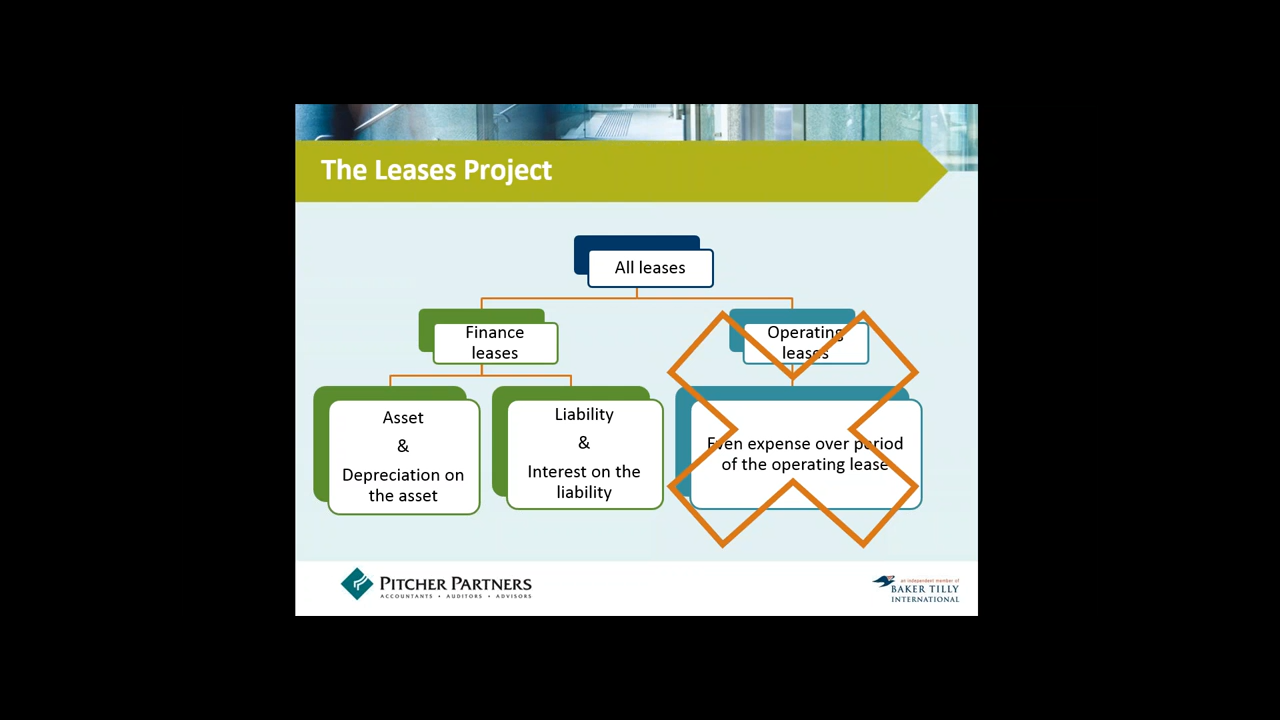 The Leases Project
All leases
Finance
leases
Operating
leases
Asset
&
Depreciation on
the asset
Liability
&
Interest on the
liability
Even expense over period
of the operating lease
PITCHER PARTNERS
ACCOUNTANTS • AUDITORS • ADVISORS
an independent member of
BAKER TILLY
INTERNATIONAL